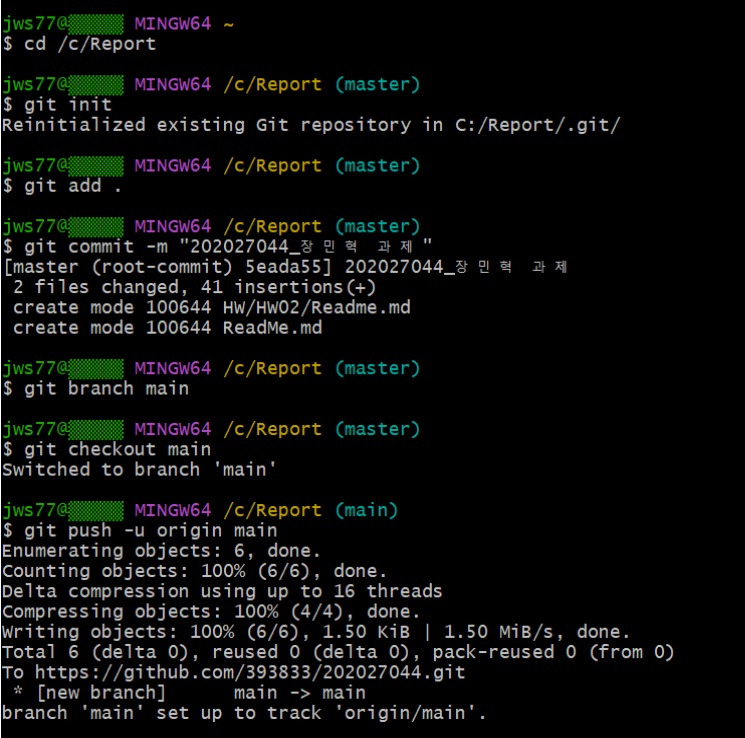 jws77@▒▒▒▒▒ MINGW64 ~
$ cd /c/Report
jws77@▒▒▒▒▒ MINGW64 /c/Report (master)
$ git init
Reinitialized existing Git repository in C:/Report/.git/
jws77@▒▒▒▒▒ MINGW64 /c/Report (master)
$ git add .
jws77@▒▒▒▒▒ MINGW64 /c/Report (master)
$ git commit -m "202027044_장민혁 과제"
[master (root-commit) 5eada55] 202027044_장민혁 과제
 2 files changed, 41 insertions(+)
 create mode 100644 HW/HW02/Readme.md
 create mode 100644 ReadMe.md
jws77@▒▒▒▒▒ MINGW64 /c/Report (master)
$ git branch main
jws77@▒▒▒▒▒ MINGW64 /c/Report (master)
$ git checkout main
Switched to branch 'main'
jws77@▒▒▒▒▒ MINGW64 /c/Report (main)
$ git push -u origin main
Enumerating objects: 6, done.
Counting objects: 100% (6/6), done.
Delta compression using up to 16 threads
Compressing objects: 100% (4/4), done.
Writing objects: 100% (6/6), 1.50 KiB | 1.50 MiB/s, done.
Total 6 (delta 0), reused 0 (delta 0), pack-reused 0 (from 0)
To https://github.com/393833/202027044.git
 * [new branch]      main -> main
branch 'main' set up to track 'origin/main'.